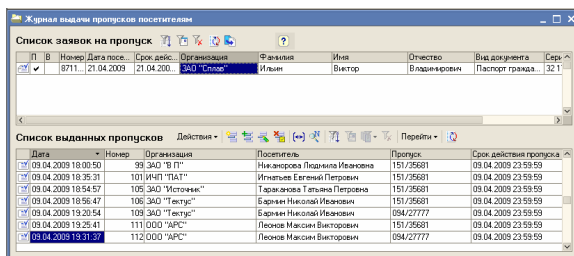 Журнал выдачи пропусков посетителям
Список заявок на пропуск ?
П В Номер Дата посе... Срок дейс... Организация Фамилия Имя Отчество Вид документа Сери
8711... 21.04.2009 21.04.200... ЗАО "Сплав" Ильин Виктор Владимирович Паспорт гражда... 32 1
Список выданных пропусков Действия Перейти
Дата Номер Организация Посетитель Пропуск Срок действия пропуска
09.04.2009 18:00:50 99 ЗАО "В П" Никанорова Людмила Ивановна 151/35681 09.04.2009 23:59:59
09.04.2009 18:35:31 101 ИЧП "ПАТ" Игнатьев Евгений Петрович 151/35681 09.04.2009 23:59:59
09.04.2009 18:54:57 105 ЗАО "Источник" Тараканова Татьяна Петровна 151/35681 09.04.2009 23:59:59
09.04.2009 18:56:47 106 ЗАО "Тектус" Бармин Николай Иванович 151/35681 09.04.2009 23:59:59
09.04.2009 19:20:54 109 ЗАО "Тектус" Бармин Николай Иванович 094/27777 09.04.2009 23:59:59
09.04.2009 19:25:41 111 ООО "АРС" Леонов Максим Викторович 151/35681 09.04.2009 23:59:59
09.04.2009 19:31:37 112 ООО "АРС" Леонов Максим Викторович 094/27777 09.04.2009 23:59:59